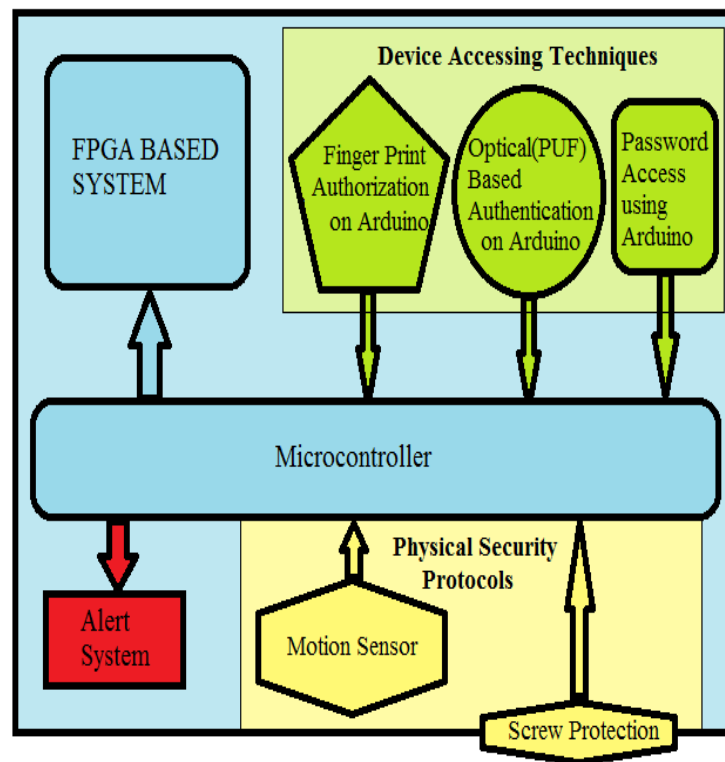 Device Accessing Techniques
FPGA BASED
SYSTEM
Finger Print
Authorization
on Arduino
Optical(PUF)
Based
Authentication
on Arduino
Password
Access
using
Arduino
Microcontroller
Physical Security
Protocols
Alert
System
Motion Sensor
Screw Protection